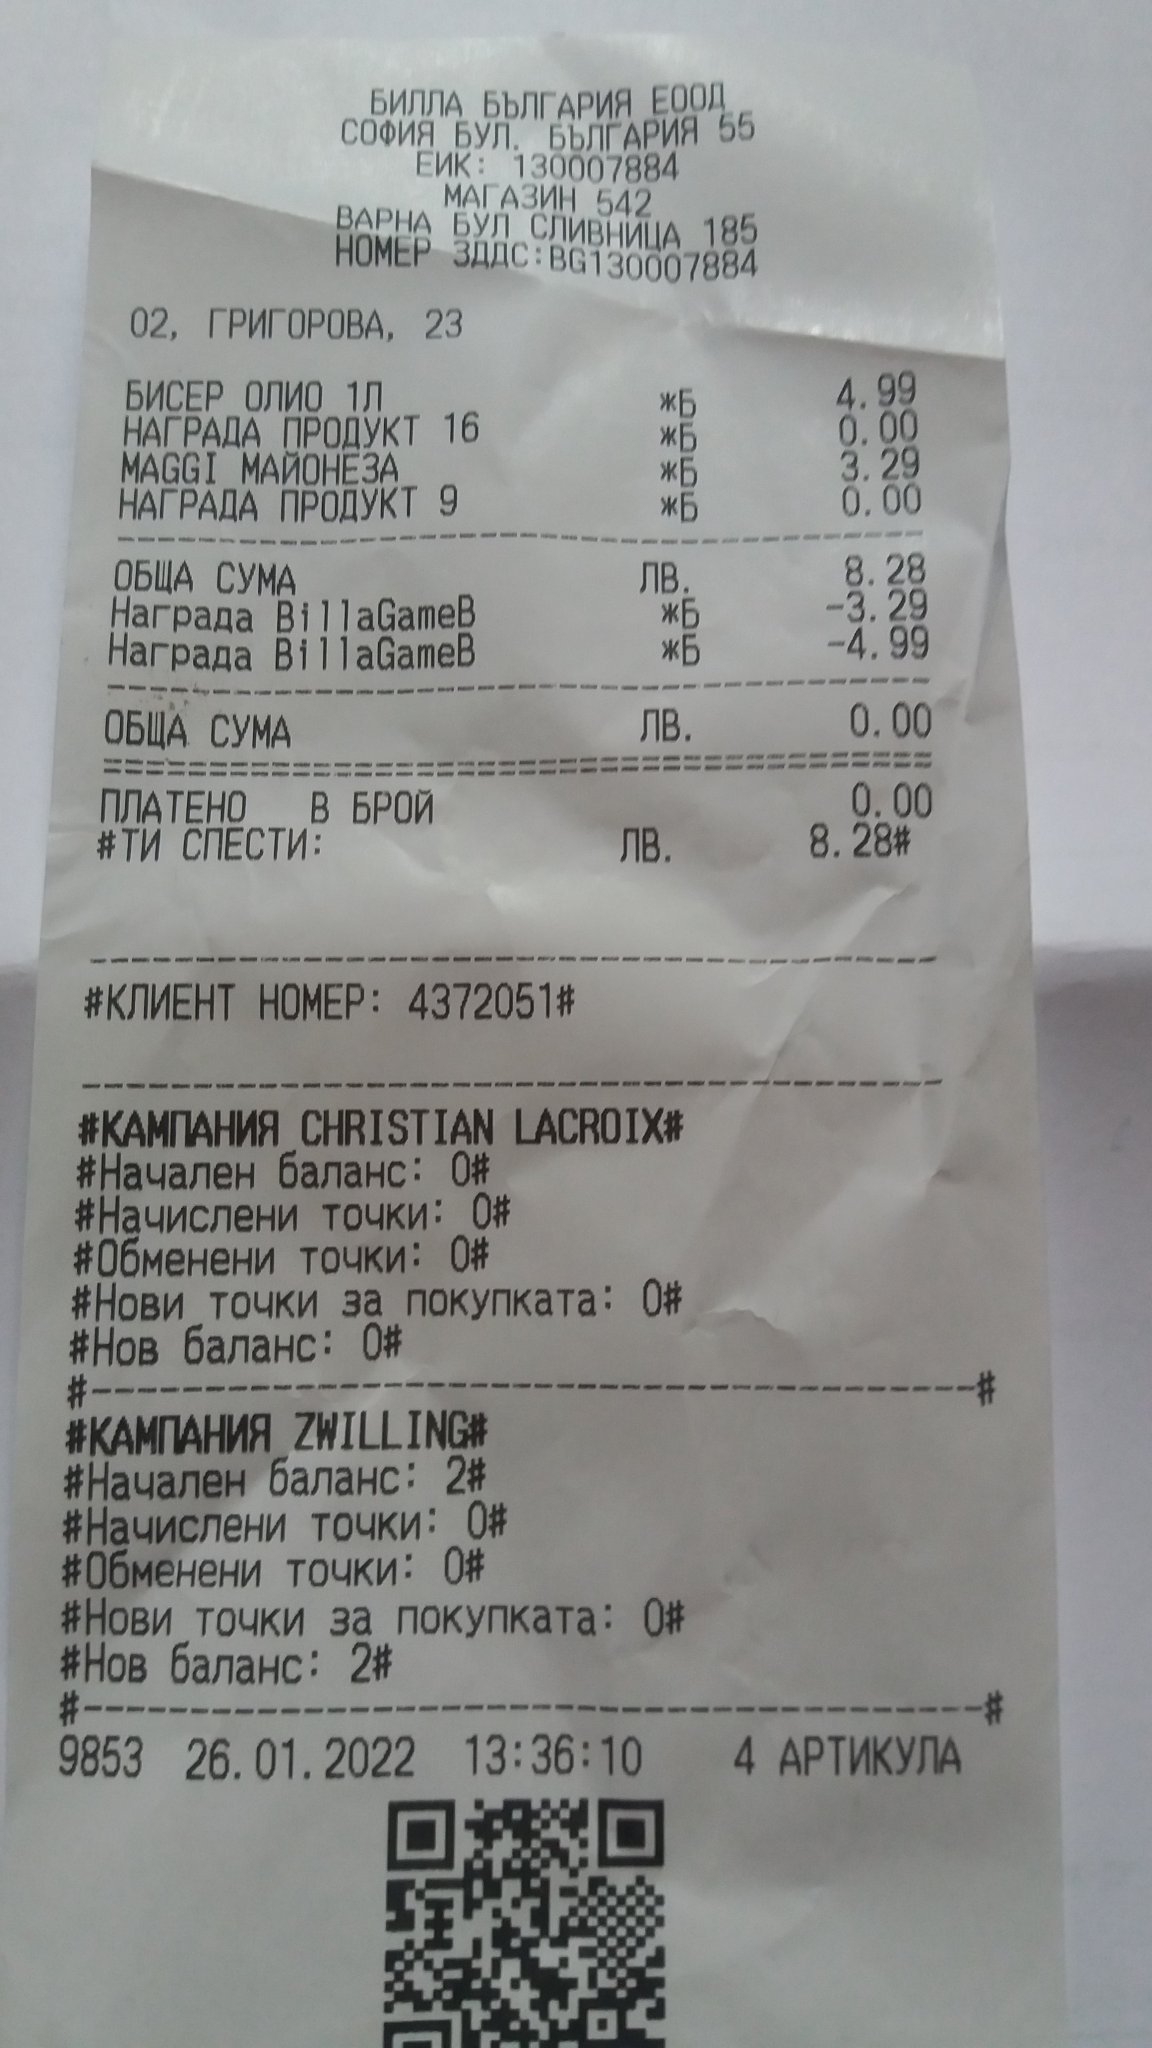 БИЛЛА БЪЛГАРИЯ ЕООД
СОФИЯ БУЛ. БЪЛГАРИЯ 55
ЕИК: 130007884
МАГАЗИН 542
ВАРНА БУЛ СЛИВНИЦА 185
НОМЕР ЗДДС:BG130007884
02, ГРИГОРОВА, 23
БИСЕР ОЛИО 1Л жБ 4.99
НАГРАДА ПРОДУКТ 16 жБ 0.00
MAGGI МАЙОНЕЗА жБ 3.29
НАГРАДА ПРОДУКТ 9 жБ 0.00
ОБЩА СУМА ЛВ. 8.28
Награда BillaGameB жБ -3.29
Награда BillaGameB жБ -4.99
ОБЩА СУМА ЛВ. 0.00
ПЛАТЕНО В БРОЙ 0.00
#ТИ СПЕСТИ: ЛВ. 8.28#
#КЛИЕНТ НОМЕР: 4372051#
#КАМПАНИЯ CHRISTIAN LACROIX#
#Начален баланс: 0#
#Начислени точки: 0#
#Обменени точки: 0#
#Нови точки за покупката: 0#
#Нов баланс: 0#
#----------------------------------------#
#КАМПАНИЯ ZWILLING#
#Начален баланс: 2#
#Начислени точки: 0#
#Обменени точки: 0#
#Нови точки за покупката: 0#
#Нов баланс: 2#
#----------------------------------------#
9853 26.01.2022 13:36:10 4 АРТИКУЛА